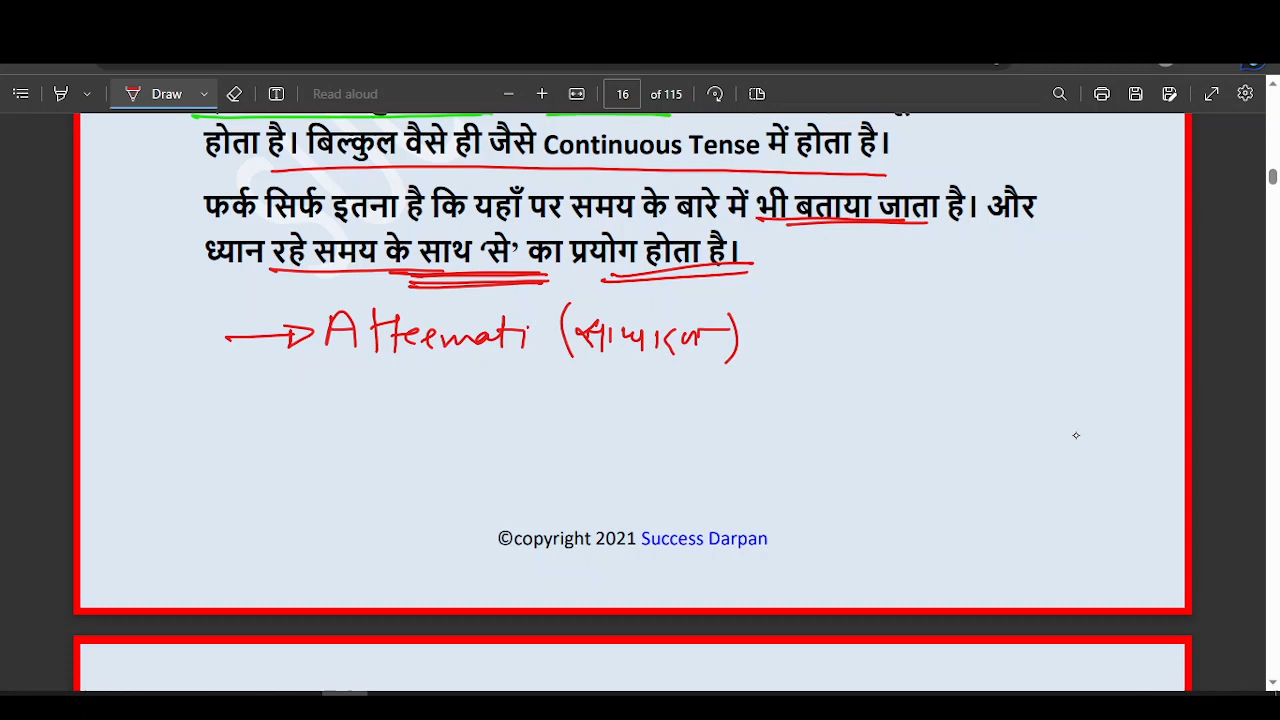 Draw
Read aloud
16 of 115
होता है। बिल्कुल वैसे ही जैसे Continuous Tense में होता है।
फर्क सिर्फ इतना है कि यहाँ पर समय के बारे में भी बताया जाता है। और
ध्यान रहे समय के साथ ‘से’ का प्रयोग होता है।
©copyright 2021 Success Darpan